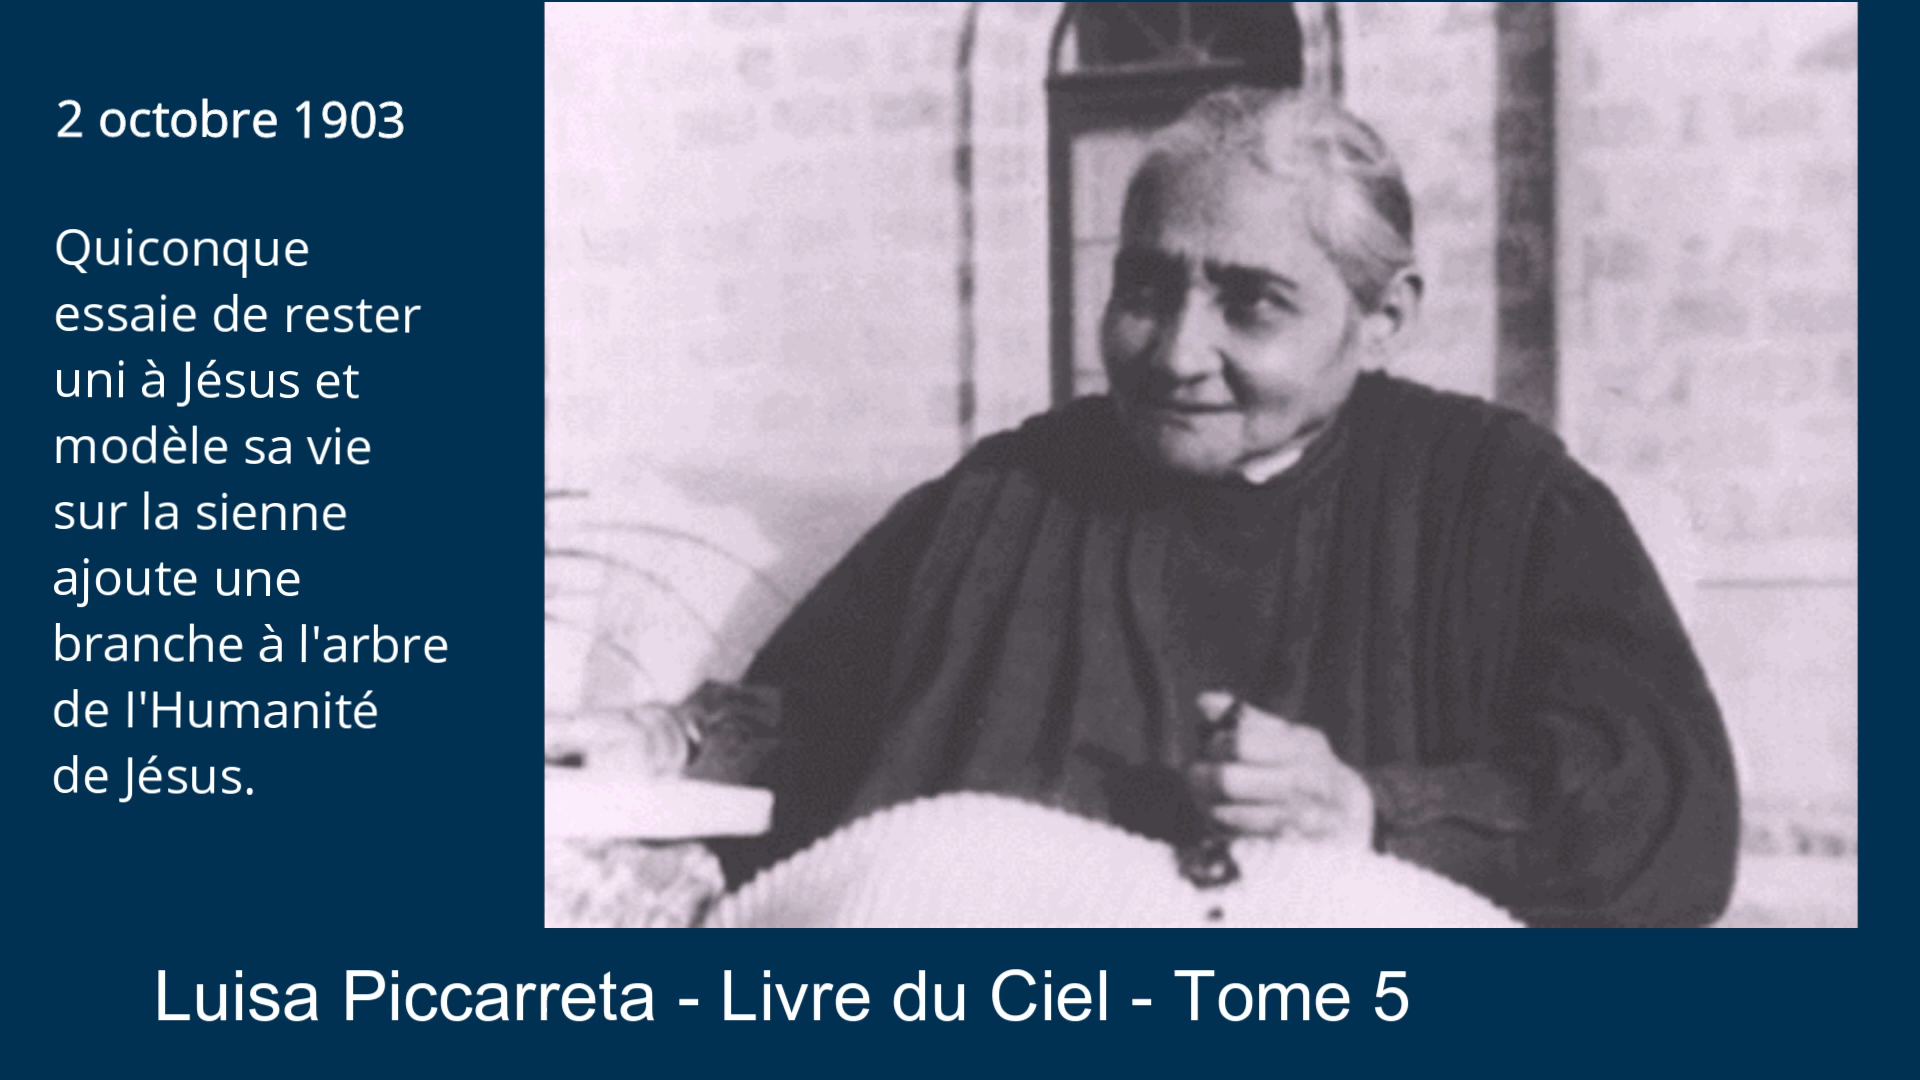 2 octobre 1903
Quiconque
essaie de rester
uni à Jésus et
modèle sa vie
sur la sienne
ajoute une
branche à l'arbre
de l'Humanité
de Jésus.
Luisa Piccarreta - Livre du Ciel - Tome 5